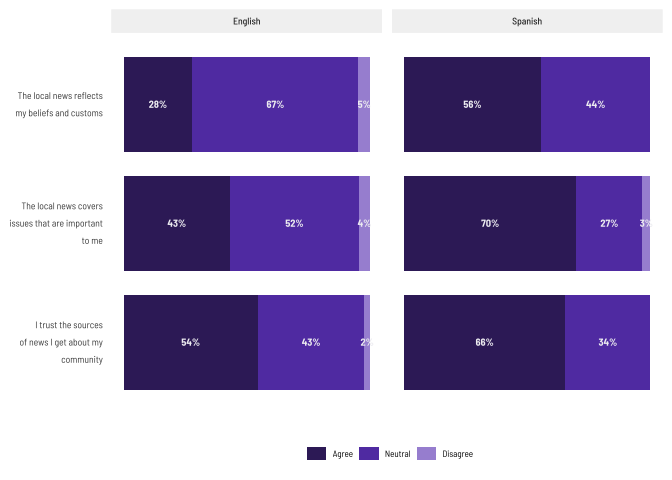 English
Spanish
The local news reflects
my beliefs and customs
28%
67%
5%
56%
44%
The local news covers
issues that are important
to me
43%
52%
4%
70%
27%
3%
I trust the sources
of news I get about my
community
54%
43%
2%
66%
34%
Agree
Neutral
Disagree